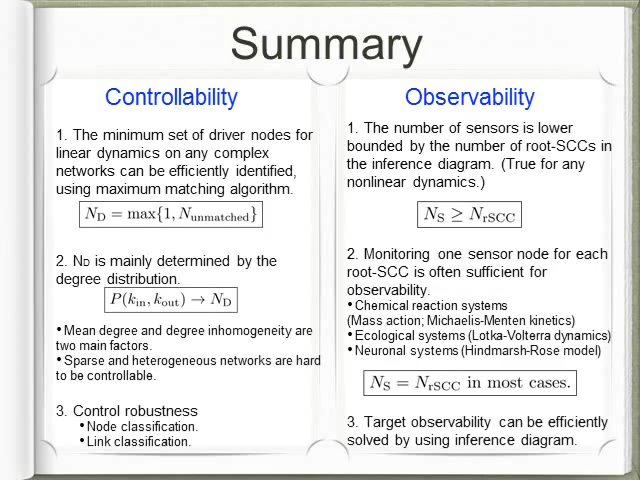 Summary
Controllability
1. The minimum set of driver nodes for
linear dynamics on any complex
networks can be efficiently identified,
using maximum matching algorithm.
N_D = max{1, N_unmatched}
2. N_D is mainly determined by the
degree distribution.
P(k_in, k_out) → N_D
•Mean degree and degree inhomogeneity are
two main factors.
•Sparse and heterogeneous networks are hard
to be controllable.
3. Control robustness
•Node classification.
•Link classification.
Observability
1. The number of sensors is lower
bounded by the number of root-SCCs in
the inference diagram. (True for any
nonlinear dynamics.)
N_S ≥ N_rSCC
2. Monitoring one sensor node for each
root-SCC is often sufficient for
observability.
•Chemical reaction systems
(Mass action; Michaelis-Menten kinetics)
•Ecological systems (Lotka-Volterra dynamics)
•Neuronal systems (Hindmarsh-Rose model)
N_S = N_rSCC in most cases.
3. Target observability can be efficiently
solved by using inference diagram.